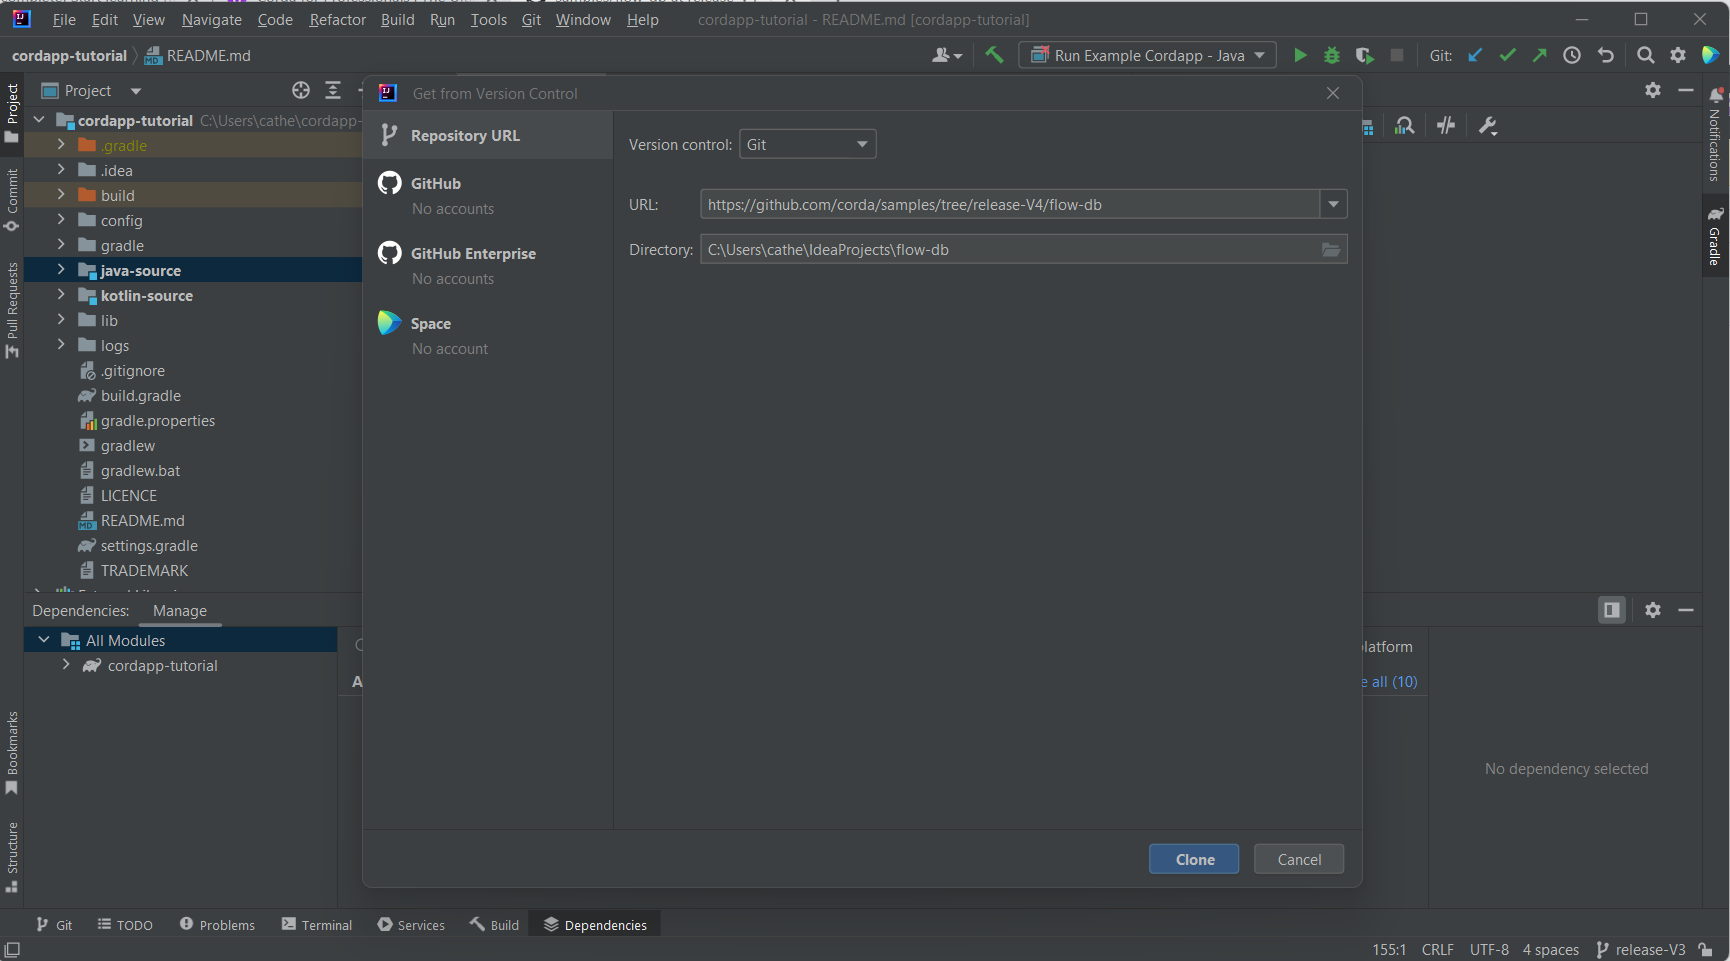 File Edit View Navigate Code Refactor Build Run Tools Git Window Help cordapp-tutorial - README.md [cordapp-tutorial]
cordapp-tutorial README.md Run Example Cordapp - Java Git:
Project
Get from Version Control
cordapp-tutorial C:\Users\cathe\cordapp-
.gradle
.idea
build
config
gradle
java-source
kotlin-source
lib
logs
.gitignore
build.gradle
gradle.properties
gradlew
gradlew.bat
LICENCE
README.md
settings.gradle
TRADEMARK
Repository URL
GitHub
No accounts
GitHub Enterprise
No accounts
Space
No account
Version control: Git
URL: https://github.com/corda/samples/tree/release-V4/flow-db
Directory: C:\Users\cathe\IdeaProjects\flow-db
Clone Cancel
Project
Commit
Pull Requests
Bookmarks
Structure
Notifications
Gradle
Dependencies: Manage
All Modules
cordapp-tutorial
latform
e all (10)
No dependency selected
Git TODO Problems Terminal Services Build Dependencies
155:1 CRLF UTF-8 4 spaces release-V3